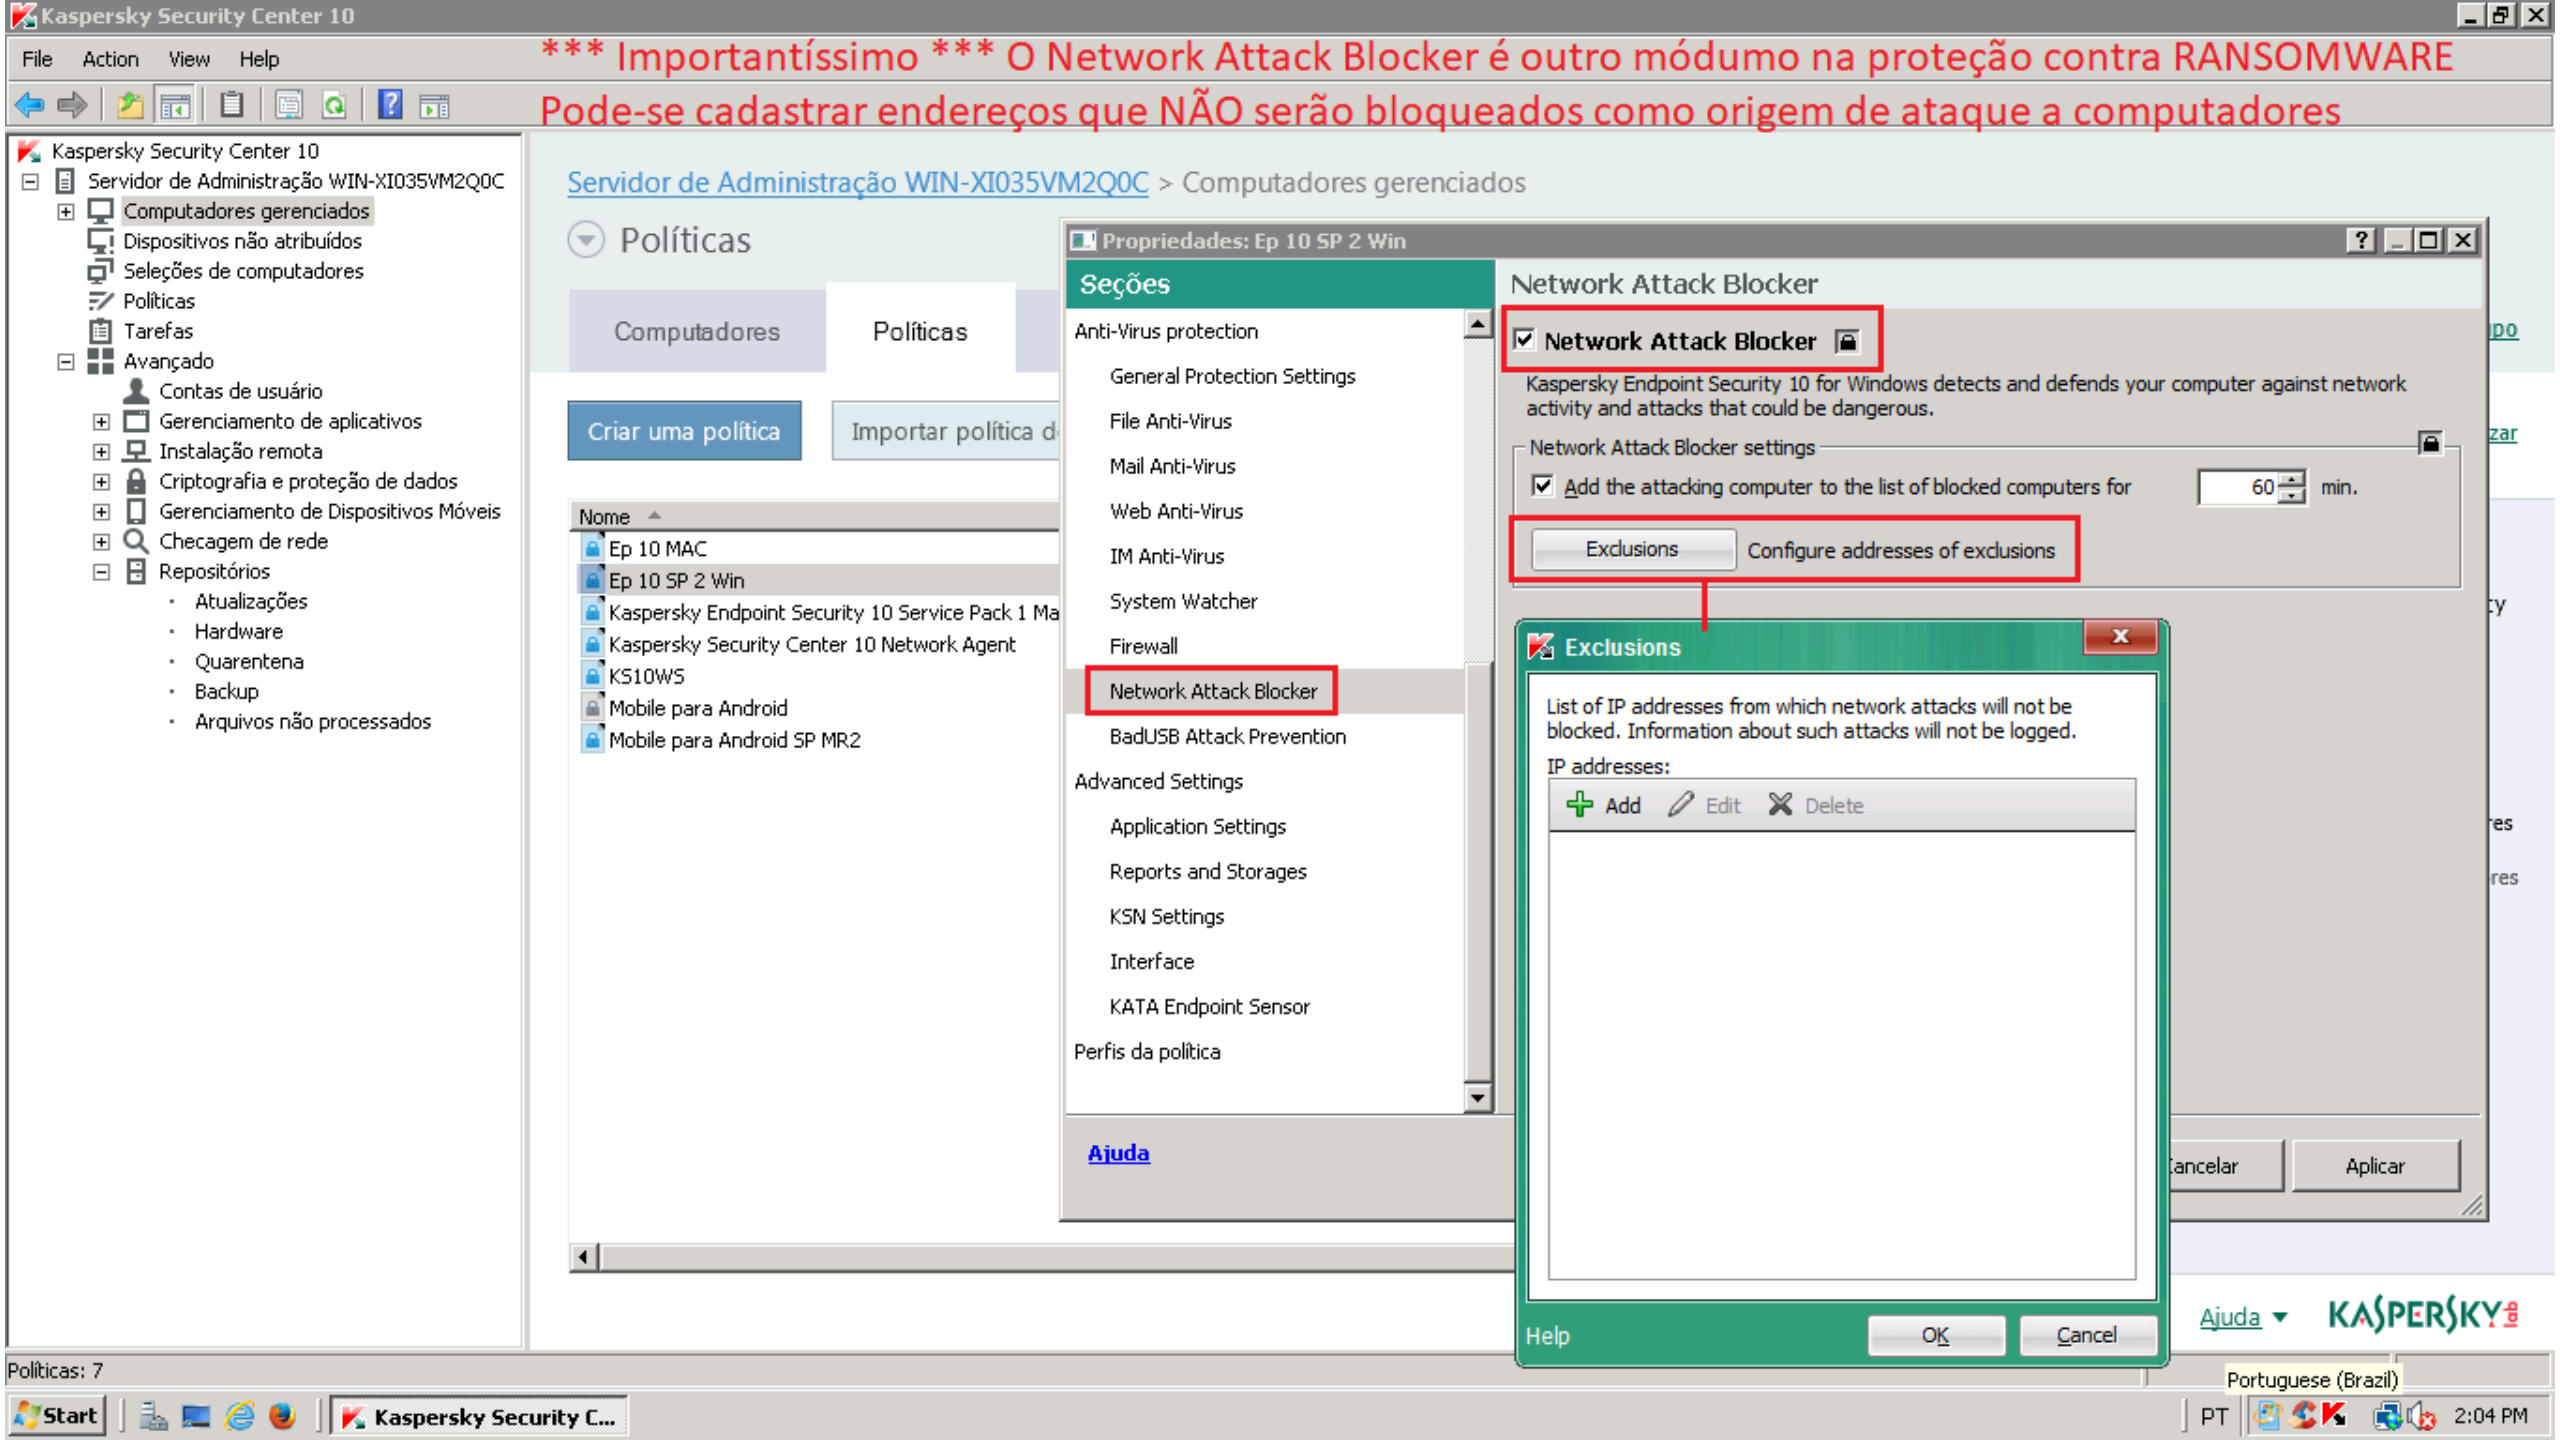 Kaspersky Security Center 10
File Action View Help
*** Importantíssimo *** O Network Attack Blocker é outro módumo na proteção contra RANSOMWARE
Pode-se cadastrar endereços que NÃO serão bloqueados como origem de ataque a computadores
Kaspersky Security Center 10
Servidor de Administração WIN-XI035VM2Q0C
Computadores gerenciados
Dispositivos não atribuídos
Seleções de computadores
Políticas
Tarefas
Avançado
Contas de usuário
Gerenciamento de aplicativos
Instalação remota
Criptografia e proteção de dados
Gerenciamento de Dispositivos Móveis
Checagem de rede
Repositórios
Atualizações
Hardware
Quarentena
Backup
Arquivos não processados
Servidor de Administração WIN-XI035VM2Q0C > Computadores gerenciados
Políticas
Computadores Políticas
Criar uma política Importar política d
Nome
Ep 10 MAC
Ep 10 SP 2 Win
Kaspersky Endpoint Security 10 Service Pack 1 Ma
Kaspersky Security Center 10 Network Agent
KS10WS
Mobile para Android
Mobile para Android SP MR2
Propriedades: Ep 10 SP 2 Win
Seções
Anti-Virus protection
General Protection Settings
File Anti-Virus
Mail Anti-Virus
Web Anti-Virus
IM Anti-Virus
System Watcher
Firewall
Network Attack Blocker
BadUSB Attack Prevention
Advanced Settings
Application Settings
Reports and Storages
KSN Settings
Interface
KATA Endpoint Sensor
Perfis da política
Ajuda
Network Attack Blocker
Network Attack Blocker
Kaspersky Endpoint Security 10 for Windows detects and defends your computer against network
activity and attacks that could be dangerous.
Network Attack Blocker settings
Add the attacking computer to the list of blocked computers for 60 min.
Exclusions Configure addresses of exclusions
Exclusions
List of IP addresses from which network attacks will not be
blocked. Information about such attacks will not be logged.
IP addresses:
Add Edit Delete
Help OK Cancel
ancelar Aplicar
upo
zar
ty
res
res
Ajuda KASPERSKY lab
Políticas: 7
Portuguese (Brazil)
Start Kaspersky Security C... PT 2:04 PM